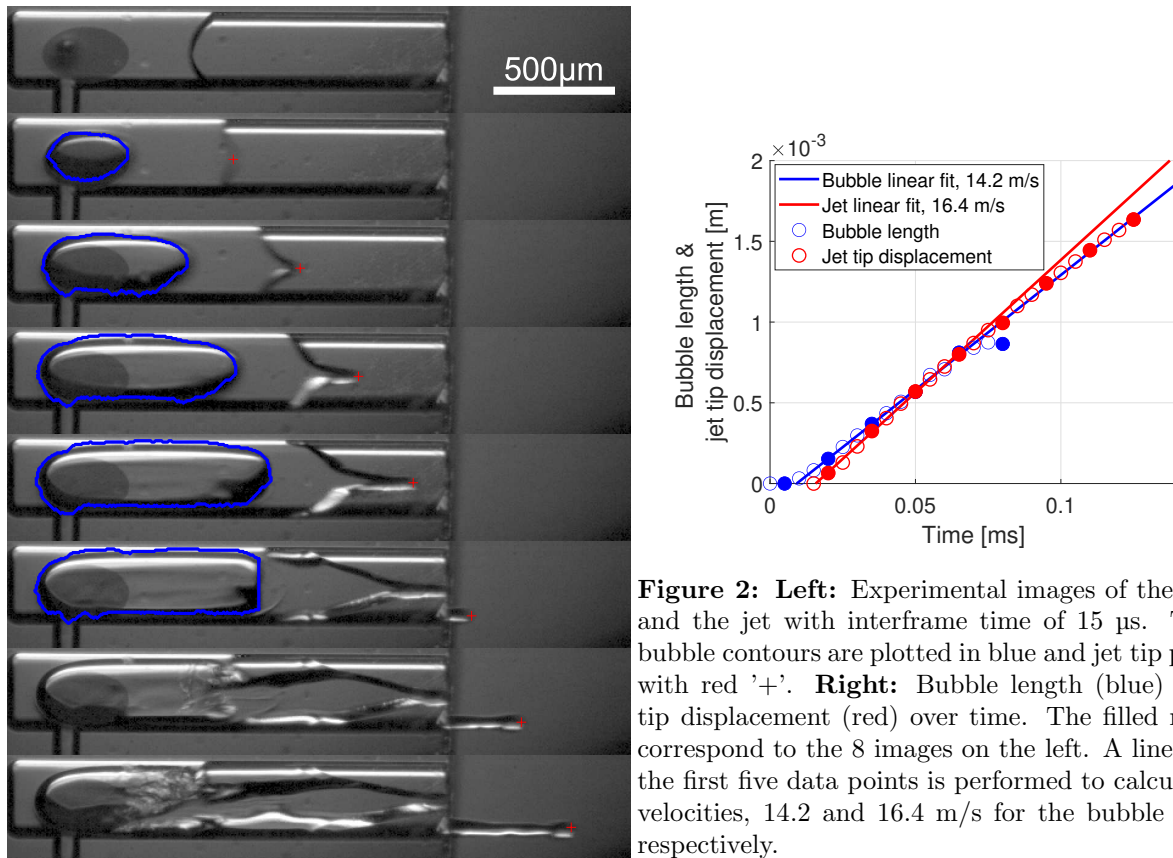 500µm
×10⁻³
2
1.5
1
0.5
0
0
0.05
0.1
Bubble length &
jet tip displacement [m]
Time [ms]
Bubble linear fit, 14.2 m/s
Jet linear fit, 16.4 m/s
Bubble length
Jet tip displacement
Figure 2: Left: Experimental images of the
and the jet with interframe time of 15 µs.
bubble contours are plotted in blue and jet tip
with red '+'. Right: Bubble length (blue)
tip displacement (red) over time. The filled
correspond to the 8 images on the left. A
the first five data points is performed to
velocities, 14.2 and 16.4 m/s for the bubble
respectively.